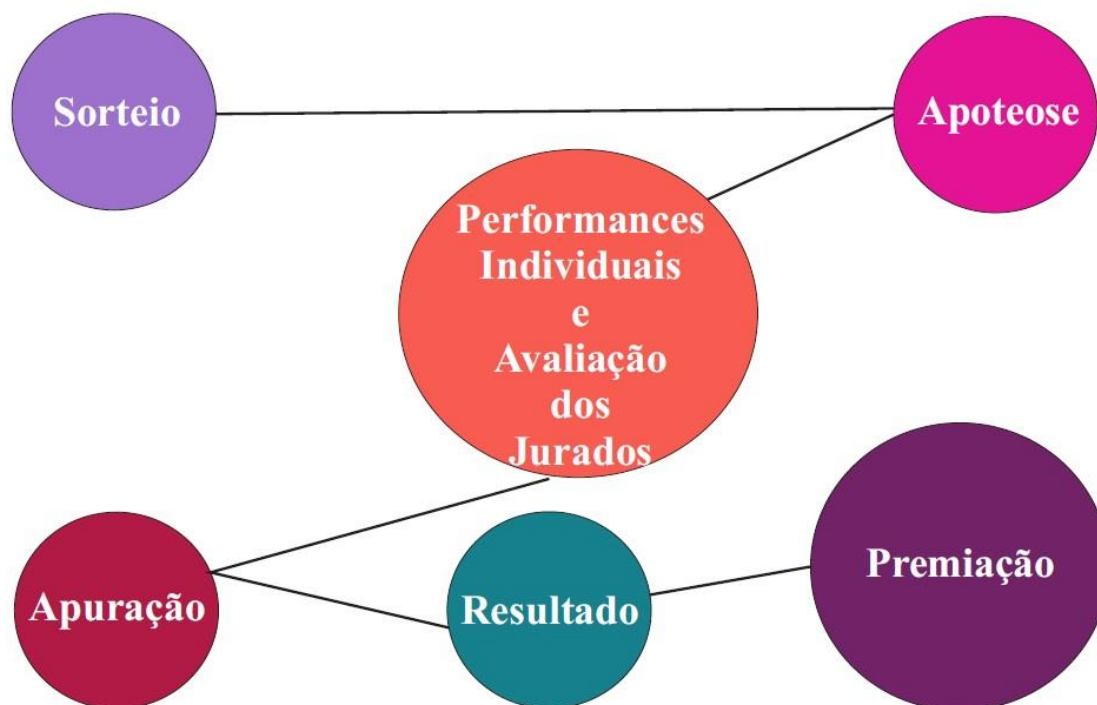 Sorteio
Apoteose
Performances
Individuais
e
Avaliação
dos
Jurados
Apuração
Resultado
Premiação